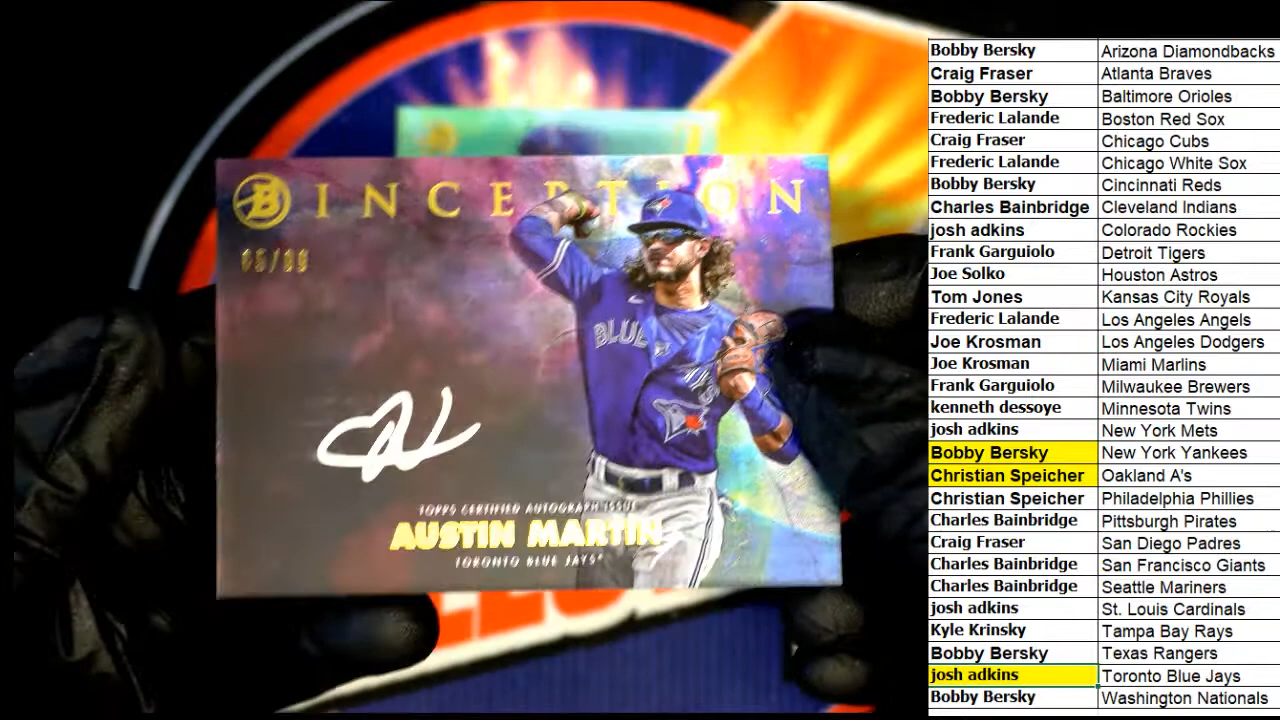 B INCEPTION
BLUE
TOPPS CERTIFIED AUTOGRAPH ISSUE
AUSTIN MARTIN
TORONTO BLUE JAYS
Bobby Bersky Arizona Diamondbacks
Craig Fraser Atlanta Braves
Bobby Bersky Baltimore Orioles
Frederic Lalande Boston Red Sox
Craig Fraser Chicago Cubs
Frederic Lalande Chicago White Sox
Bobby Bersky Cincinnati Reds
Charles Bainbridge Cleveland Indians
josh adkins Colorado Rockies
Frank Garguiolo Detroit Tigers
Joe Solko Houston Astros
Tom Jones Kansas City Royals
Frederic Lalande Los Angeles Angels
Joe Krosman Los Angeles Dodgers
Joe Krosman Miami Marlins
Frank Garguiolo Milwaukee Brewers
kenneth dessoye Minnesota Twins
josh adkins New York Mets
Bobby Bersky New York Yankees
Christian Speicher Oakland A's
Christian Speicher Philadelphia Phillies
Charles Bainbridge Pittsburgh Pirates
Craig Fraser San Diego Padres
Charles Bainbridge San Francisco Giants
Charles Bainbridge Seattle Mariners
josh adkins St. Louis Cardinals
Kyle Krinsky Tampa Bay Rays
Bobby Bersky Texas Rangers
josh adkins Toronto Blue Jays
Bobby Bersky Washington Nationals